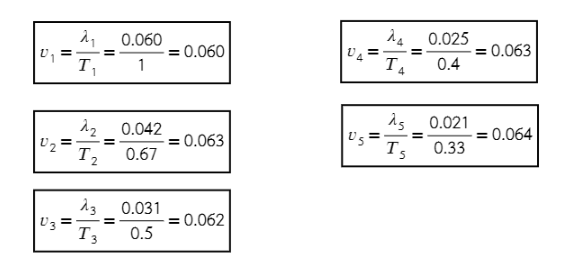 v₁ = λ₁/T₁ = 0.060/1 = 0.060
v₂ = λ₂/T₂ = 0.042/0.67 = 0.063
v₃ = λ₃/T₃ = 0.031/0.5 = 0.062
v₄ = λ₄/T₄ = 0.025/0.4 = 0.063
v₅ = λ₅/T₅ = 0.021/0.33 = 0.064